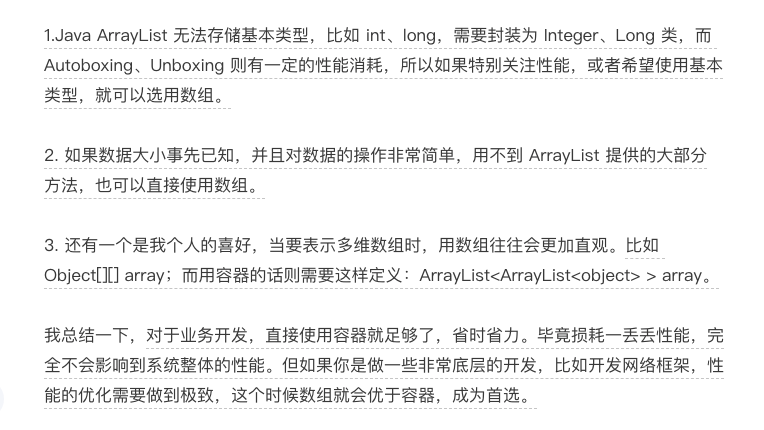 1.Java ArrayList 无法存储基本类型，比如 int、long，需要封装为 Integer、Long 类，而
Autoboxing、Unboxing 则有一定的性能消耗，所以如果特别关注性能，或者希望使用基本
类型，就可以选用数组。
2. 如果数据大小事先已知，并且对数据的操作非常简单，用不到 ArrayList 提供的大部分
方法，也可以直接使用数组。
3. 还有一个是我个人的喜好，当要表示多维数组时，用数组往往会更加直观。比如
Object[][] array；而用容器的话则需要这样定义：ArrayList<ArrayList<object> > array。
我总结一下，对于业务开发，直接使用容器就足够了，省时省力。毕竟损耗一丢丢性能，完
全不会影响到系统整体的性能。但如果你是做一些非常底层的开发，比如开发网络框架，性
能的优化需要做到极致，这个时候数组就会优于容器，成为首选。